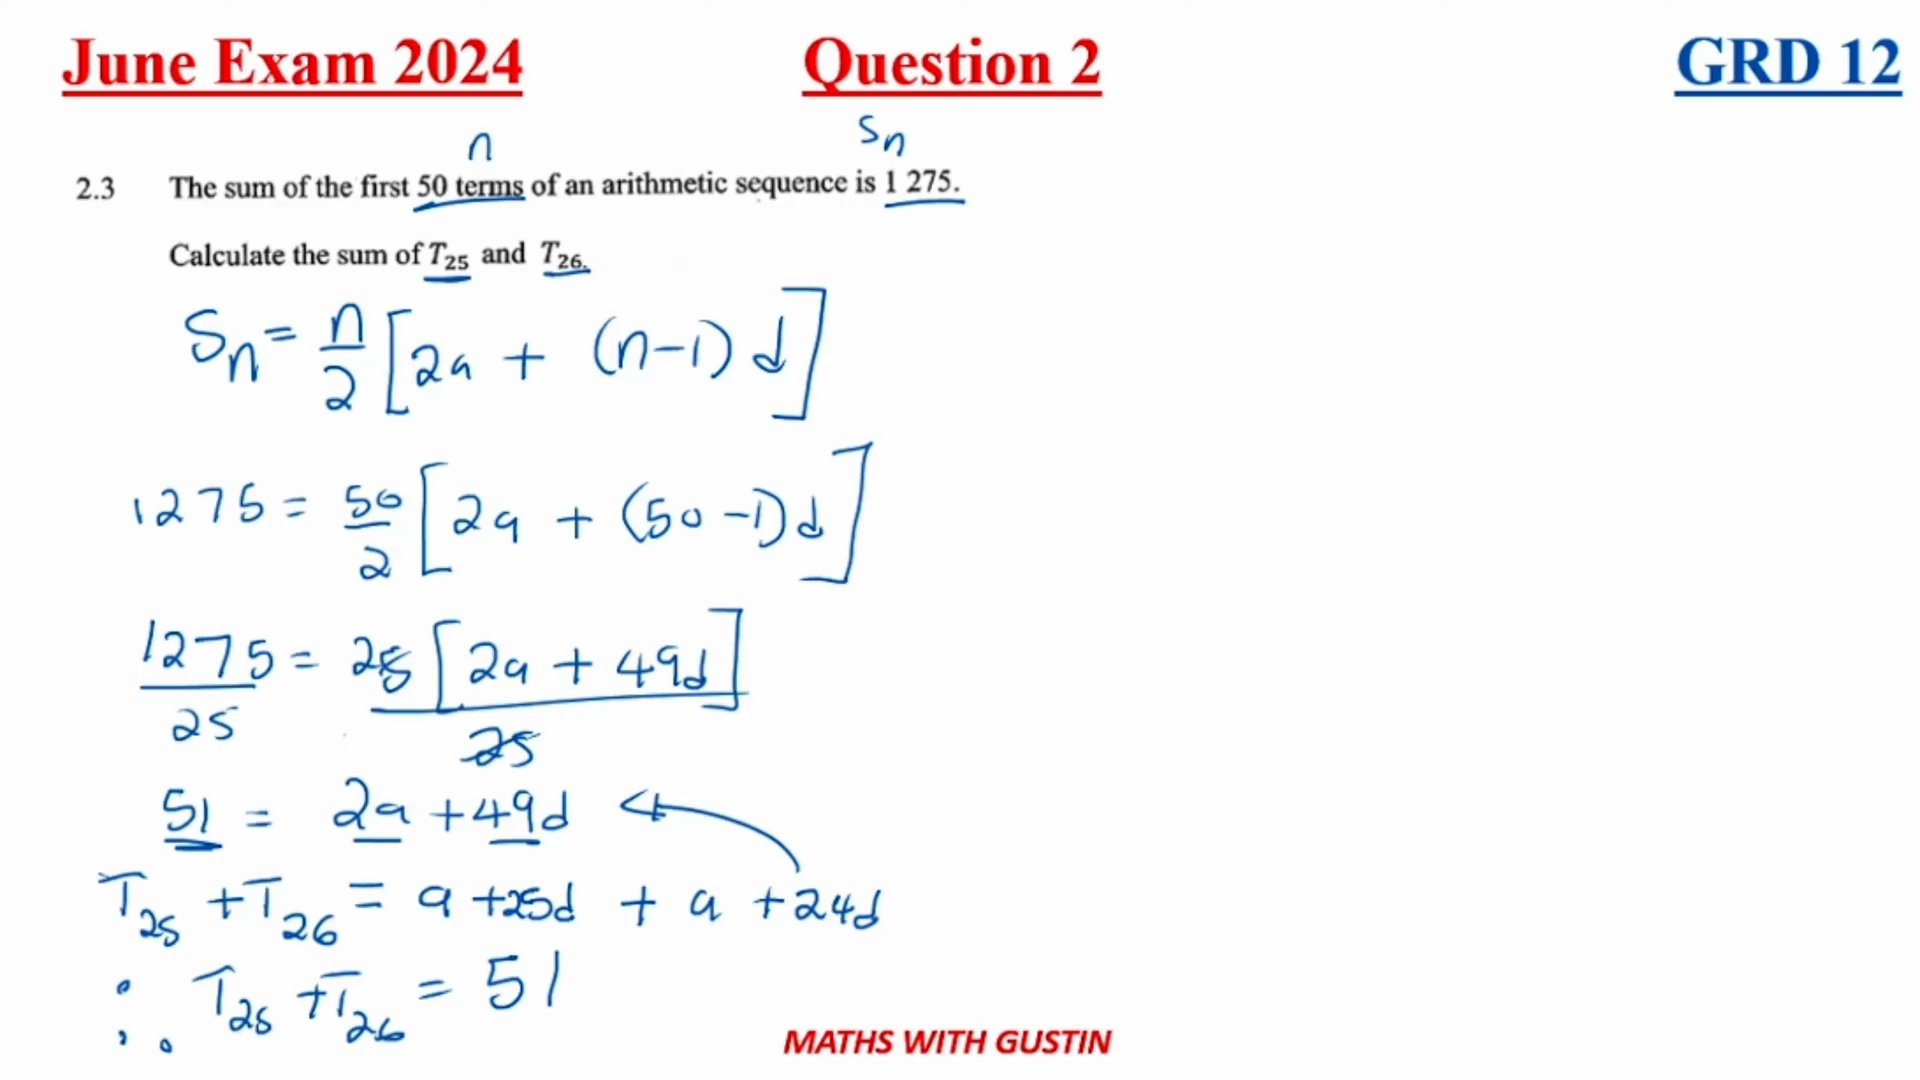 June Exam 2024 Question 2 GRD 12
n Sn
2.3 The sum of the first 50 terms of an arithmetic sequence is 1 275.
Calculate the sum of T25 and T26.
Sn = n/2 [2a + (n-1)d]
1275 = 50/2 [2a + (50-1)d]
1275/25 = 25[2a + 49d]/25
51 = 2a + 49d
T25 + T26 = a + 25d + a + 24d
∴ T25 + T26 = 51
MATHS WITH GUSTIN